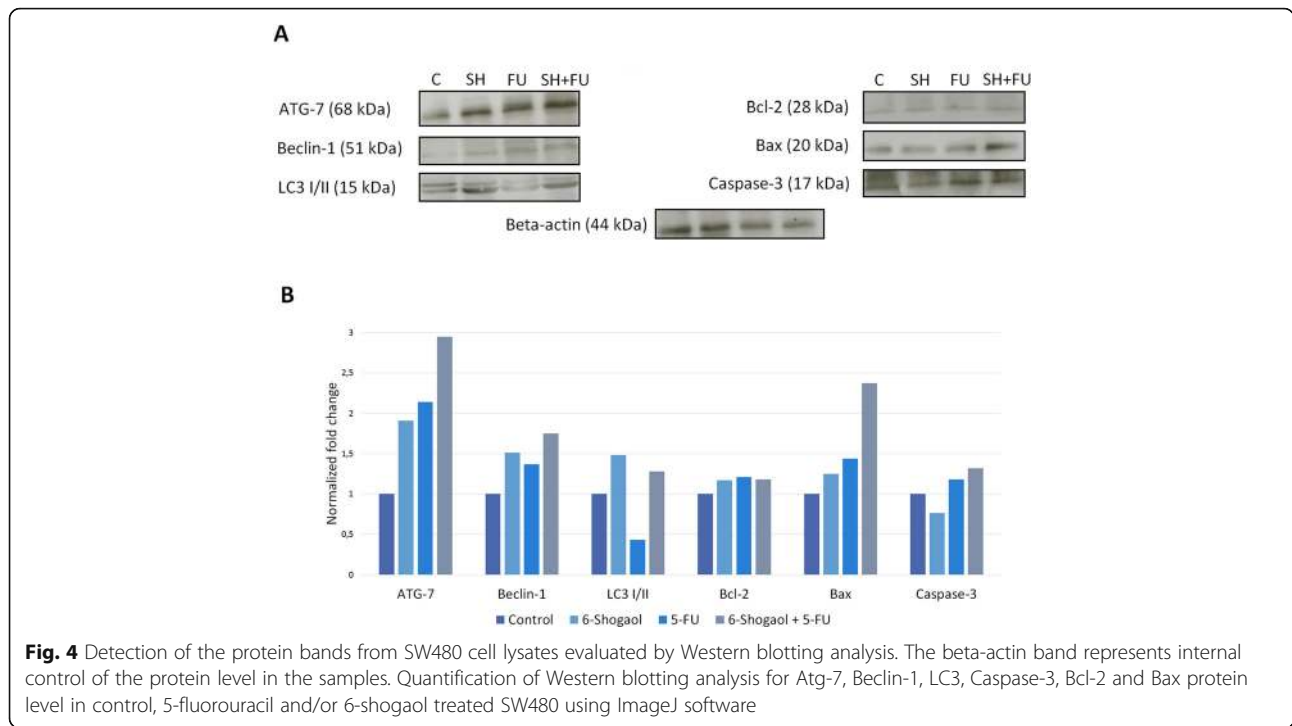 A
C SH FU SH+FU
ATG-7 (68 kDa)
Beclin-1 (51 kDa)
LC3 I/II (15 kDa)
C SH FU SH+FU
Bcl-2 (28 kDa)
Bax (20 kDa)
Caspase-3 (17 kDa)
Beta-actin (44 kDa)
B
Normalized fold change
3
2,5
2
1,5
1
0,5
0
ATG-7 Beclin-1 LC3 I/II Bcl-2 Bax Caspase-3
Control 6-Shogaol 5-FU 6-Shogaol + 5-FU
Fig. 4 Detection of the protein bands from SW480 cell lysates evaluated by Western blotting analysis. The beta-actin band represents internal
control of the protein level in the samples. Quantification of Western blotting analysis for Atg-7, Beclin-1, LC3, Caspase-3, Bcl-2 and Bax protein
level in control, 5-fluorouracil and/or 6-shogaol treated SW480 using ImageJ software